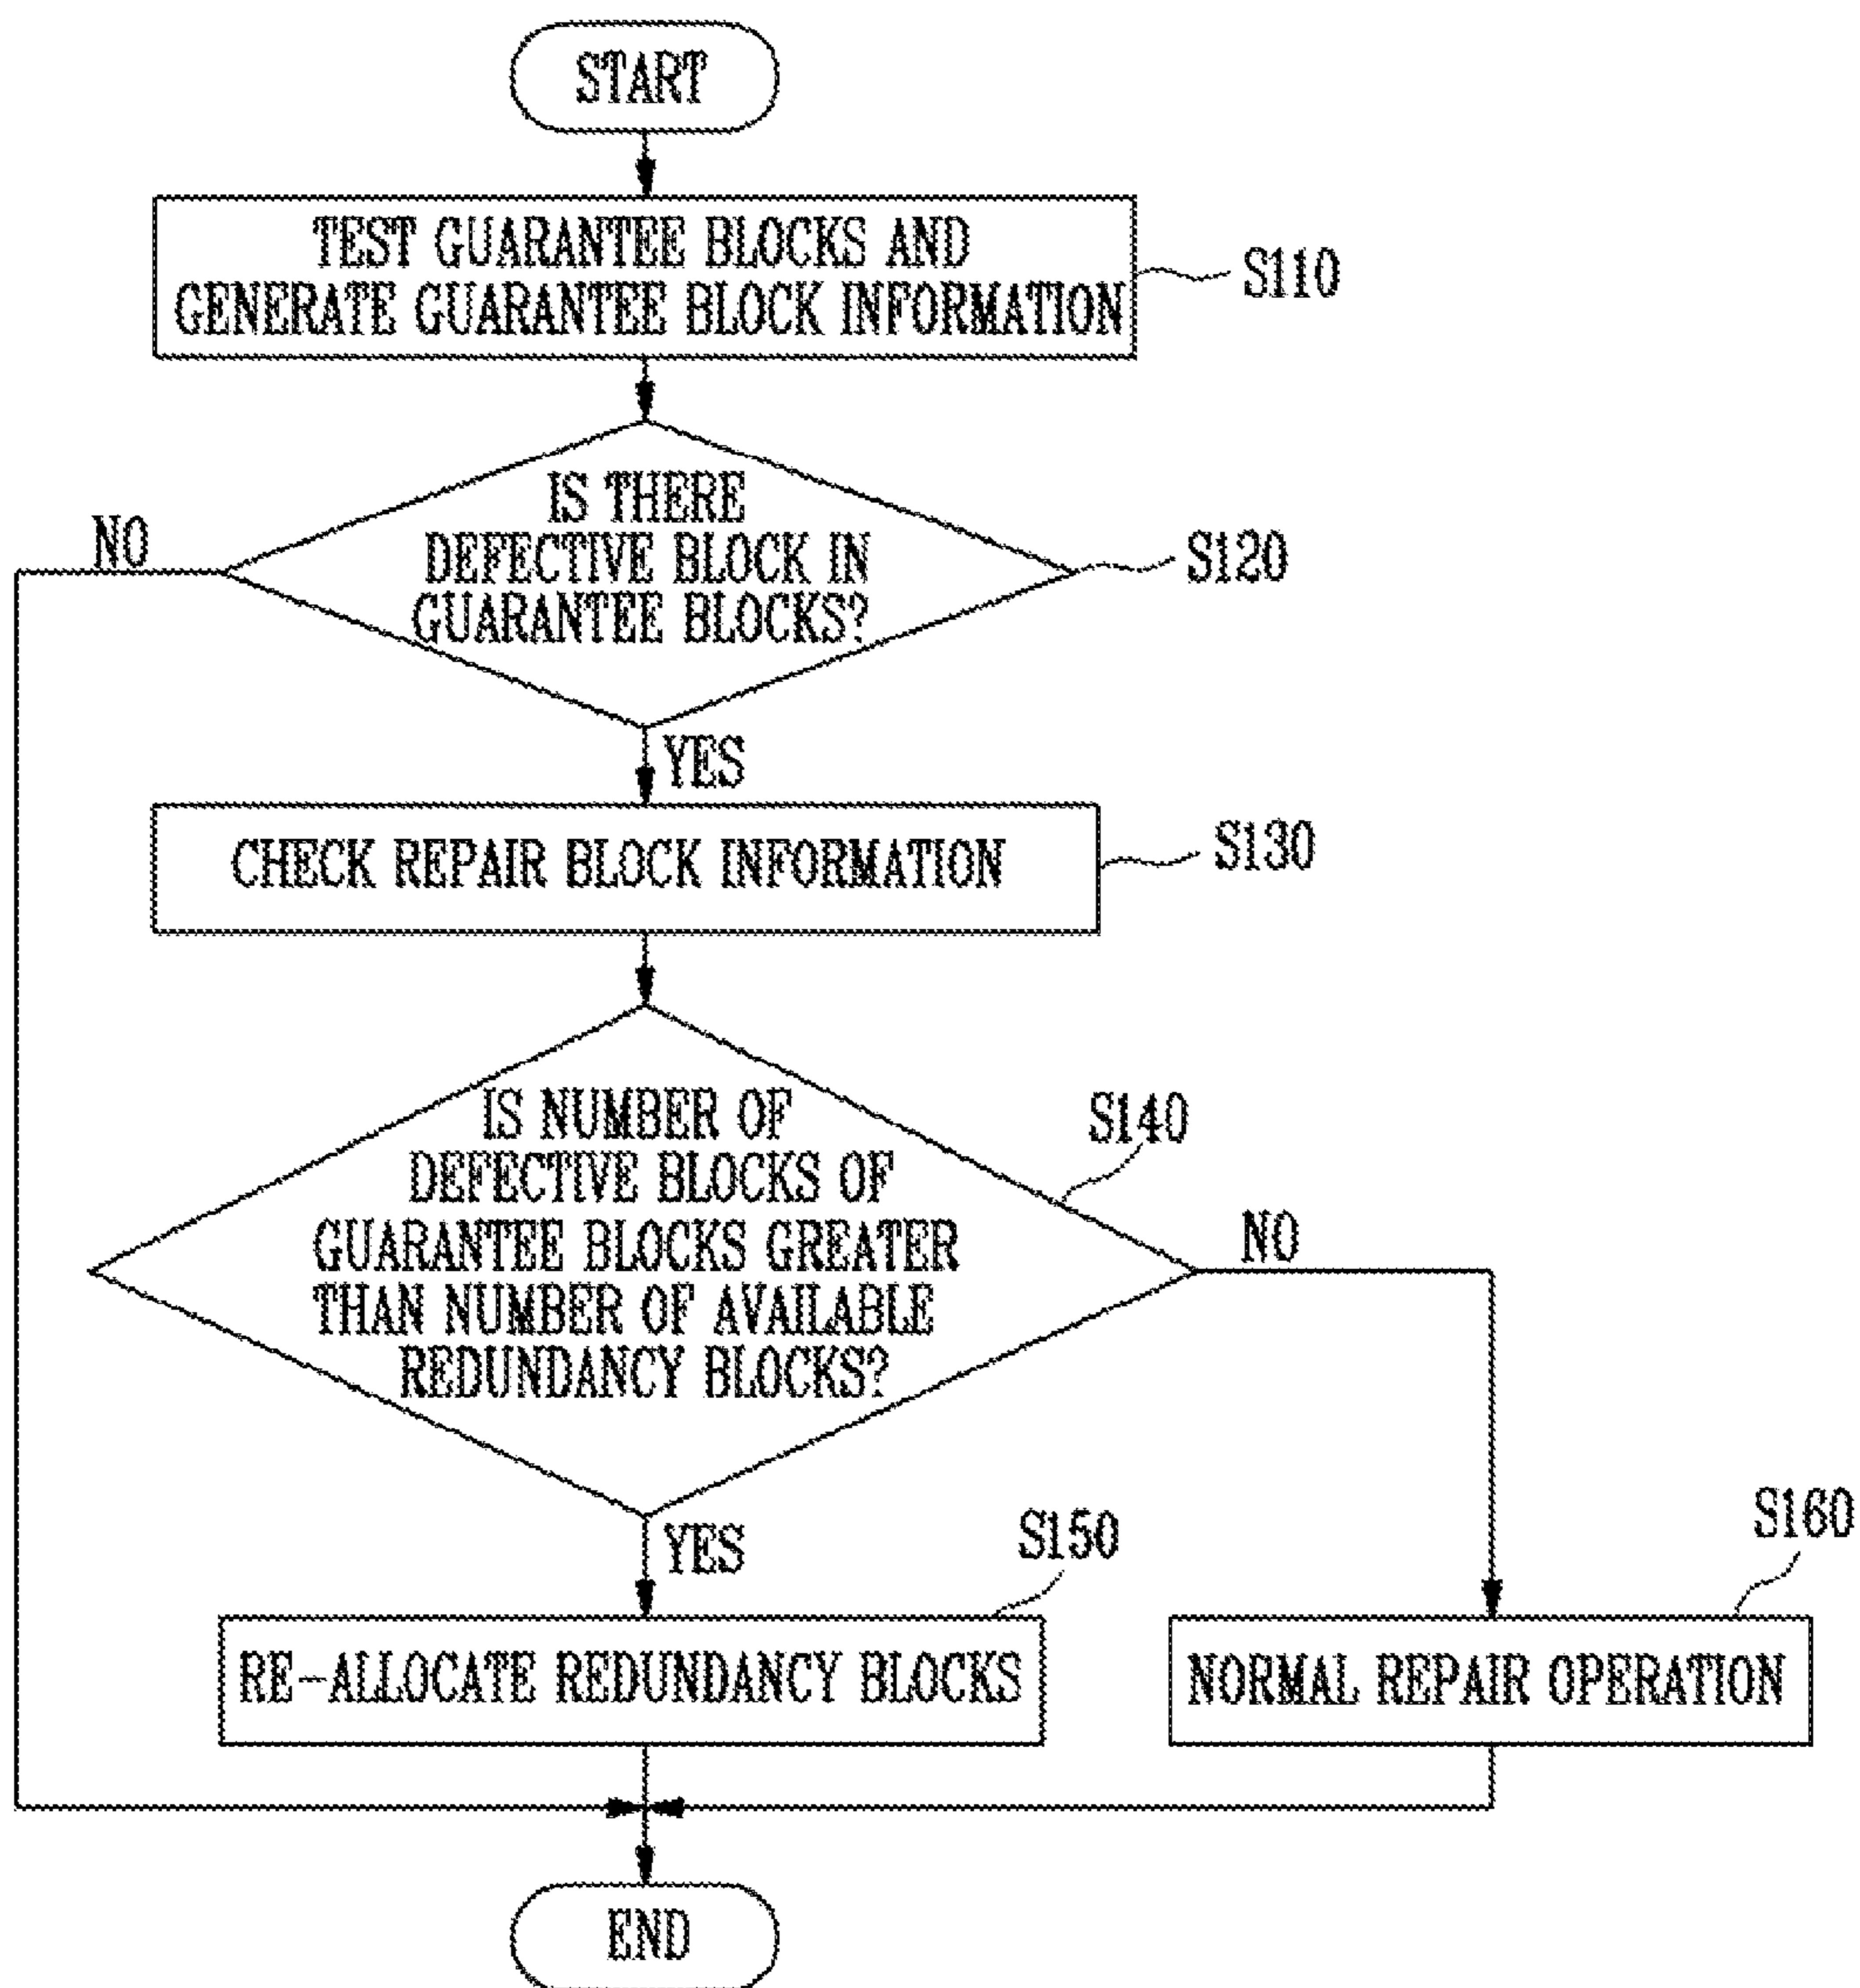 START
TEST GUARANTEE BLOCKS AND
GENERATE GUARANTEE BLOCK INFORMATION
S110
IS THERE
DEFECTIVE BLOCK IN
GUARANTEE BLOCKS?
S120
NO
YES
CHECK REPAIR BLOCK INFORMATION
S130
IS NUMBER OF
DEFECTIVE BLOCKS OF
GUARANTEE BLOCKS GREATER
THAN NUMBER OF AVAILABLE
REDUNDANCY BLOCKS?
S140
NO
YES
S150
RE-ALLOCATE REDUNDANCY BLOCKS
S160
NORMAL REPAIR OPERATION
END